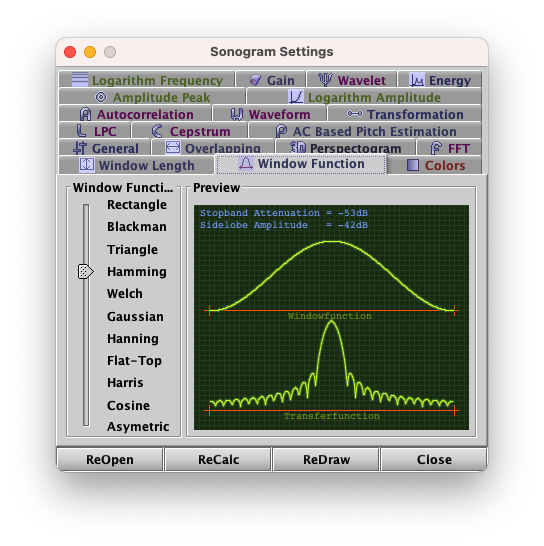 Sonogram Settings
Logarithm Frequency Gain Wavelet Energy
Amplitude Peak Logarithm Amplitude
Autocorrelation Waveform Transformation
LPC Cepstrum AC Based Pitch Estimation
General Overlapping Perspectogram FFT
Window Length Window Function Colors
Window Functi... Preview
Rectangle
Blackman
Triangle
Hamming
Welch
Gaussian
Hanning
Flat-Top
Harris
Cosine
Asymetric
Stopband Attenuation = -53dB
Sidelobe Amplitude = -42dB
Windowfunction
Transferfunction
ReOpen ReCalc ReDraw Close